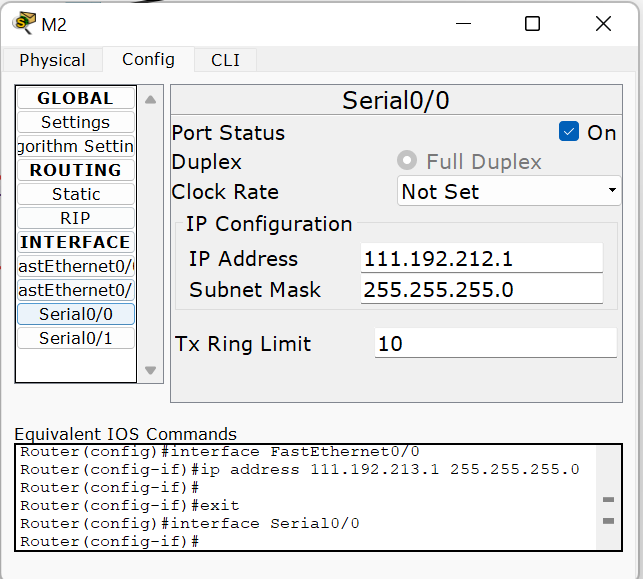 M2
Physical
Config
CLI
GLOBAL
Settings
gorithm Settin
ROUTING
Static
RIP
INTERFACE
astEthernet0/
astEthernet0/
Serial0/0
Serial0/1
Serial0/0
Port Status
On
Duplex
Full Duplex
Clock Rate
Not Set
IP Configuration
IP Address
111.192.212.1
Subnet Mask
255.255.255.0
Tx Ring Limit
10
Equivalent IOS Commands
Router(config)#interface FastEthernet0/0
Router(config-if)#ip address 111.192.213.1 255.255.255.0
Router(config-if)#
Router(config-if)#exit
Router(config)#interface Serial0/0
Router(config-if)#